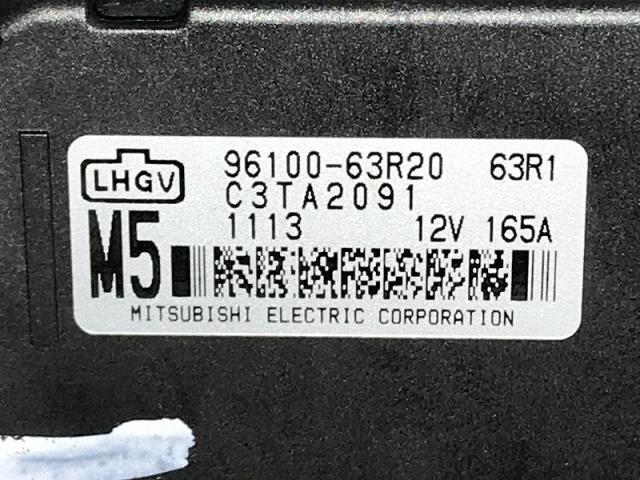 LHGV
96100-63R20 63R1
C3TA2091
1113 12V 165A
M5
MITSUBISHI ELECTRIC CORPORATION